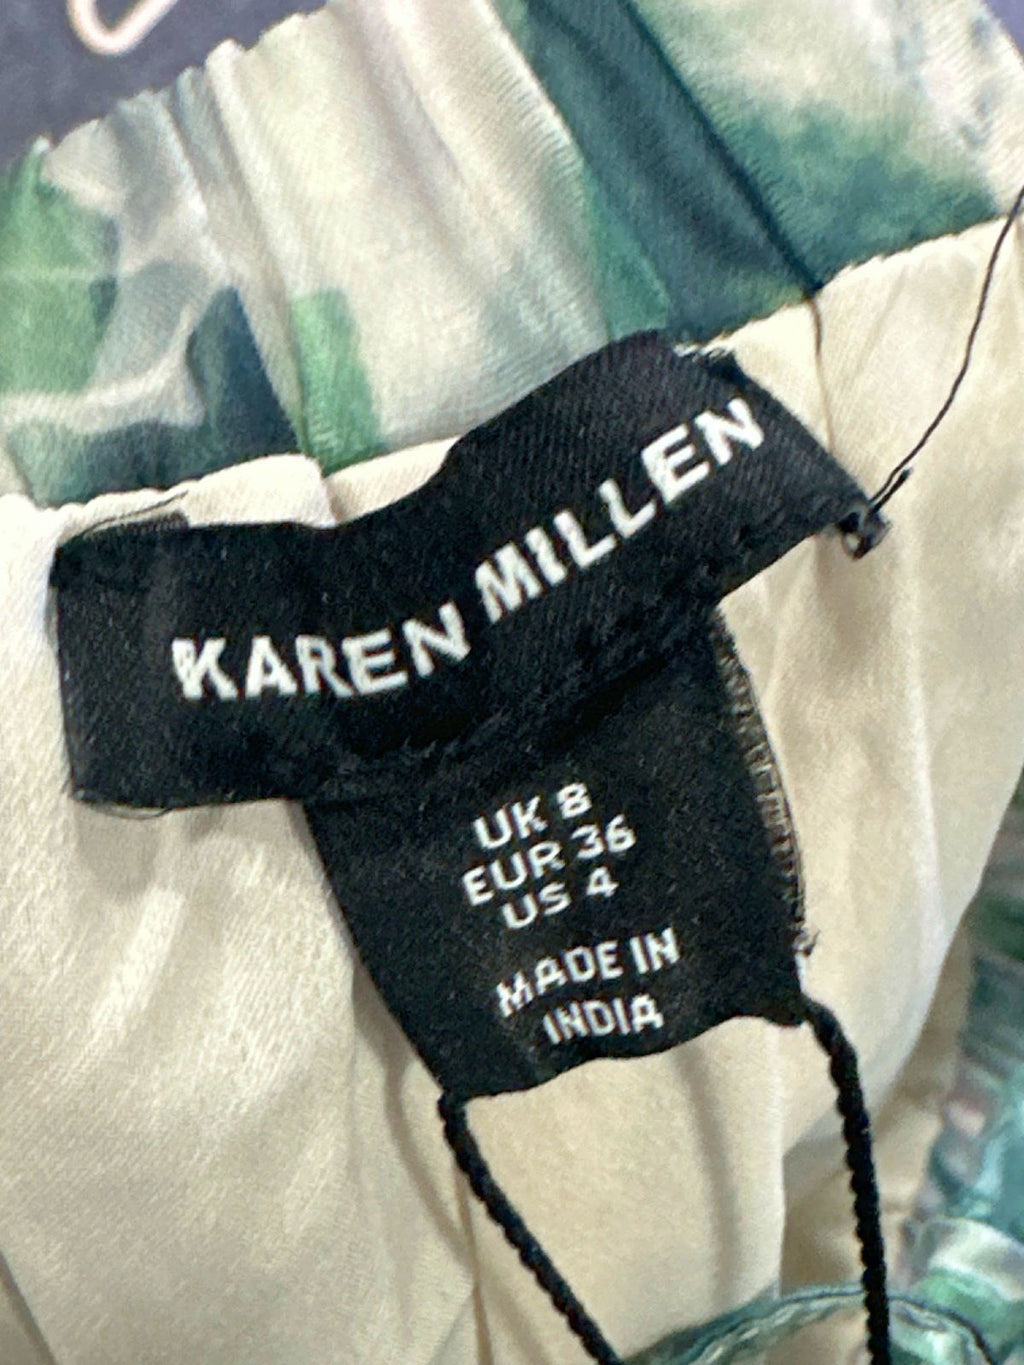 KAREN MILLEN
UK 8
EUR 36
US 4
MADE IN
INDIA